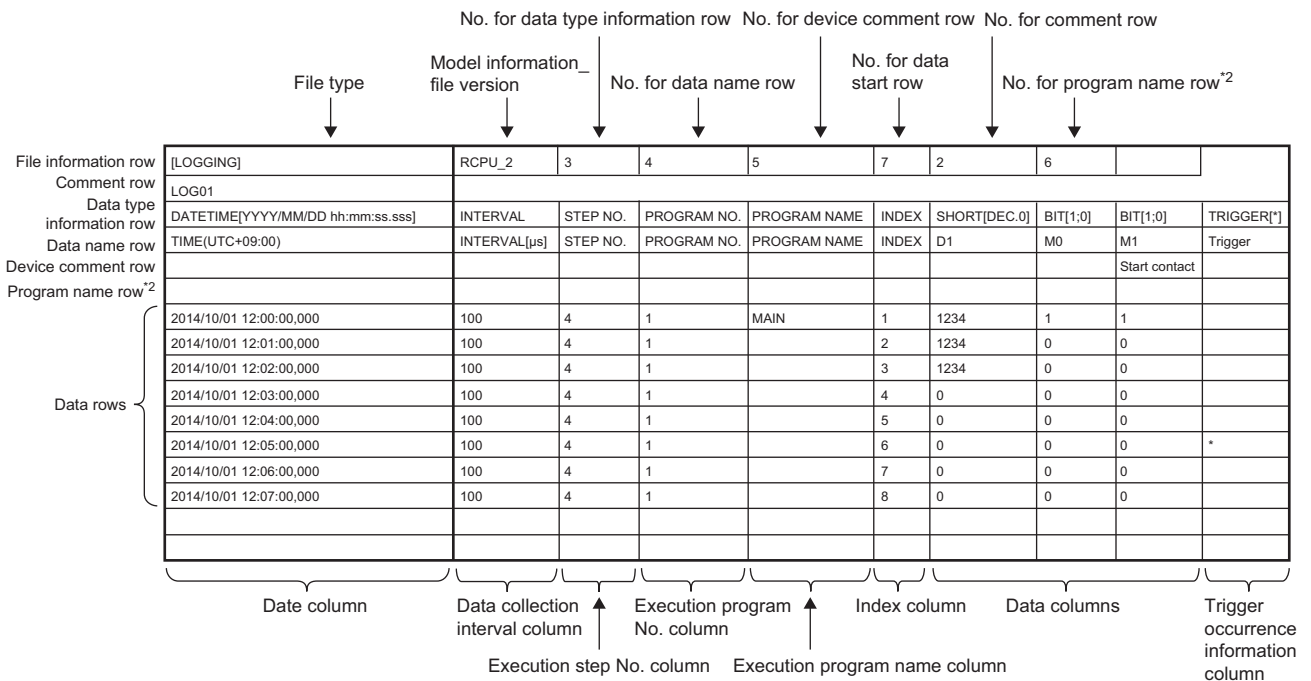 No. for data type information row No. for device comment row No. for comment row
Model information_
file version
No. for data
start row
File type
No. for data name row
No. for program name row*2
File information row [LOGGING] RCPU_2 3 4 5 7 2 6
Comment row LOG01
Data type
information row DATETIME[YYYY/MM/DD hh:mm:ss.sss] INTERVAL STEP NO. PROGRAM NO. PROGRAM NAME INDEX SHORT[DEC.0] BIT[1;0] BIT[1;0] TRIGGER[*]
Data name row TIME(UTC+09:00) INTERVAL[μs] STEP NO. PROGRAM NO. PROGRAM NAME INDEX D1 M0 M1 Trigger
Device comment row Start contact
Program name row*2
Data rows
2014/10/01 12:00:00,000 100 4 1 MAIN 1 1234 1 1
2014/10/01 12:01:00,000 100 4 1 2 1234 0 0
2014/10/01 12:02:00,000 100 4 1 3 1234 0 0
2014/10/01 12:03:00,000 100 4 1 4 0 0 0
2014/10/01 12:04:00,000 100 4 1 5 0 0 0
2014/10/01 12:05:00,000 100 4 1 6 0 0 0 *
2014/10/01 12:06:00,000 100 4 1 7 0 0 0
2014/10/01 12:07:00,000 100 4 1 8 0 0 0
Date column
Data collection
interval column
Execution program
No. column
Index column
Data columns
Trigger
occurrence
information
column
Execution step No. column
Execution program name column